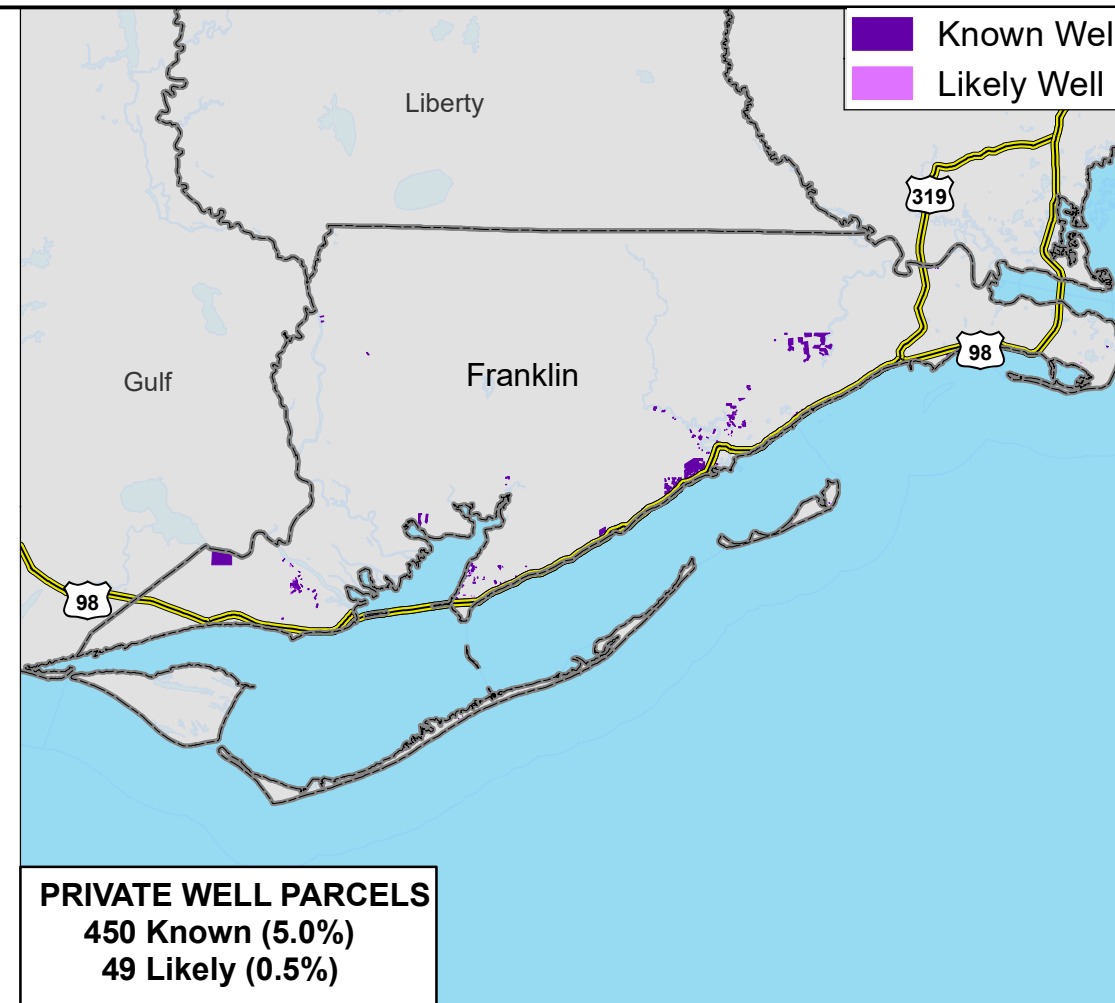 Known Wel
Likely Well
Liberty
319
Gulf
Franklin
98
98
PRIVATE WELL PARCELS
450 Known (5.0%)
49 Likely (0.5%)